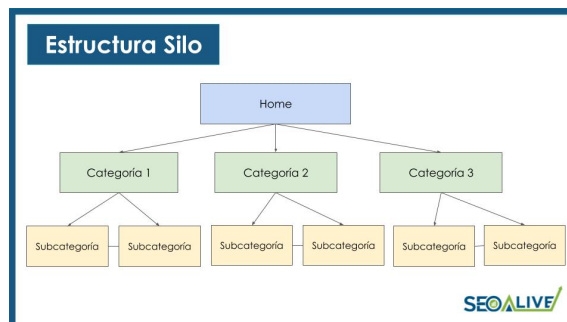 Estructura Silo
Home
Categoría 1
Categoría 2
Categoría 3
Subcategoría
Subcategoría
Subcategoría
Subcategoría
Subcategoría
Subcategoría
SEOALIVE